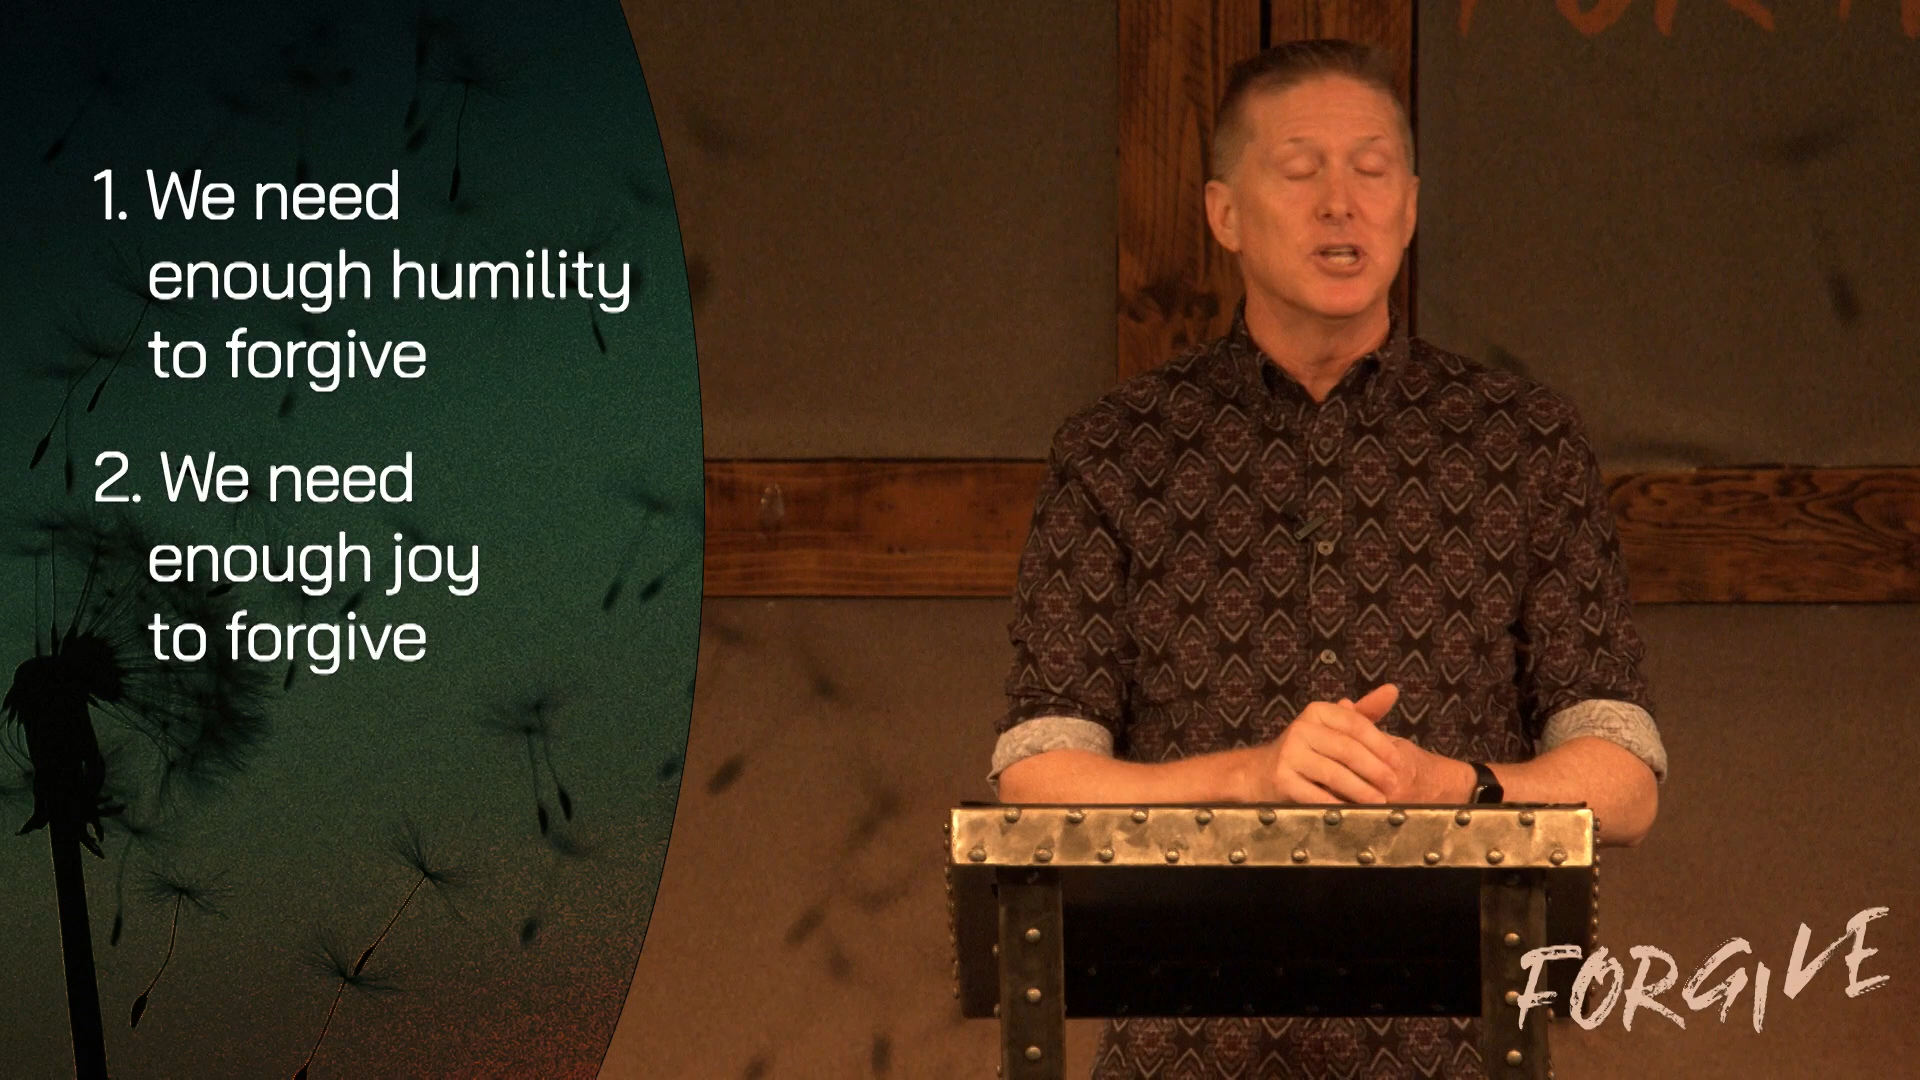 1. We need
enough humility
to forgive
2. We need
enough joy
to forgive
FORGIVE